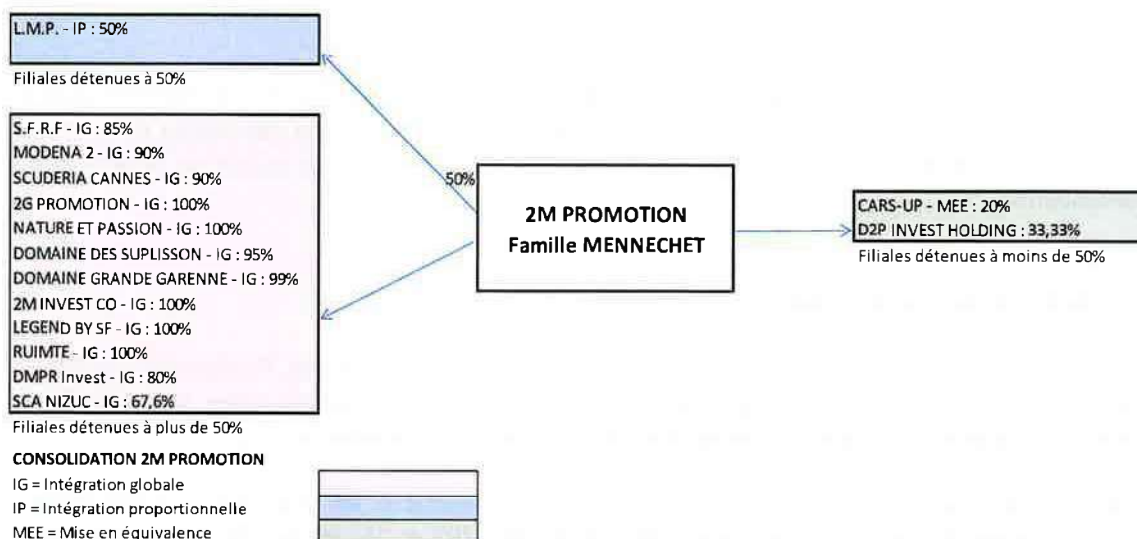 L.M.P. - IP : 50%
Filiales détenues à 50%
S.F.R.F - IG : 85%
MODENA 2 - IG : 90%
SCUDERIA CANNES - IG : 90%
2G PROMOTION - IG : 100%
NATURE ET PASSION - IG : 100%
DOMAINE DES SUPLISSON - IG : 95%
DOMAINE GRANDE GARENNE - IG : 99%
2M INVEST CO - IG : 100%
LEGEND BY SF - IG : 100%
RUIMTE - IG : 100%
DMPR Invest - IG : 80%
SCA NIZUC - IG : 67,6%
Filiales détenues à plus de 50%
50%
2M PROMOTION
Famille MENNECHET
CARS-UP - MEE : 20%
D2P INVEST HOLDING : 33,33%
Filiales détenues à moins de 50%
CONSOLIDATION 2M PROMOTION
IG = Intégration globale
IP = Intégration proportionnelle
MEE = Mise en équivalence